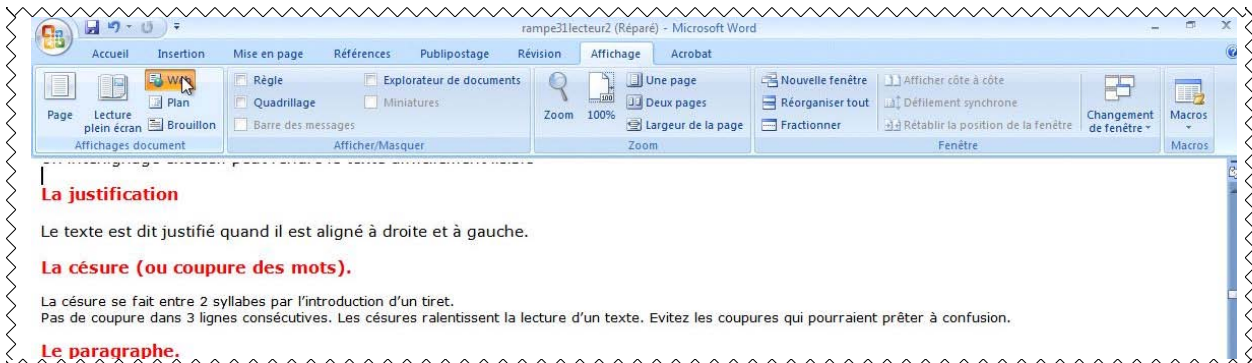 rampe31lecteur2 (Réparé) - Microsoft Word
Accueil Insertion Mise en page Références Publipostage Révision Affichage Acrobat
Page
Lecture plein écran
Web
Plan
Brouillon
Affichages document
Règle
Quadrillage
Barre des messages
Explorateur de documents
Miniatures
Afficher/Masquer
Zoom
100%
Une page
Deux pages
Largeur de la page
Zoom
Nouvelle fenêtre
Réorganiser tout
Fractionner
Afficher côte à côte
Défilement synchrone
Rétablir la position de la fenêtre
Changement de fenêtre
Fenêtre
Macros
Macros
La justification
Le texte est dit justifié quand il est aligné à droite et à gauche.
La césure (ou coupure des mots).
La césure se fait entre 2 syllabes par l’introduction d’un tiret.
Pas de coupure dans 3 lignes consécutives. Les césures ralentissent la lecture d’un texte. Evitez les coupures qui pourraient prêter à confusion.
Le paragraphe.